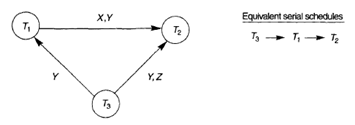 X,Y
Equivalent serial schedules
T₁
T₂
T₃ → T₁ → T₂
Y
Y,Z
T₃